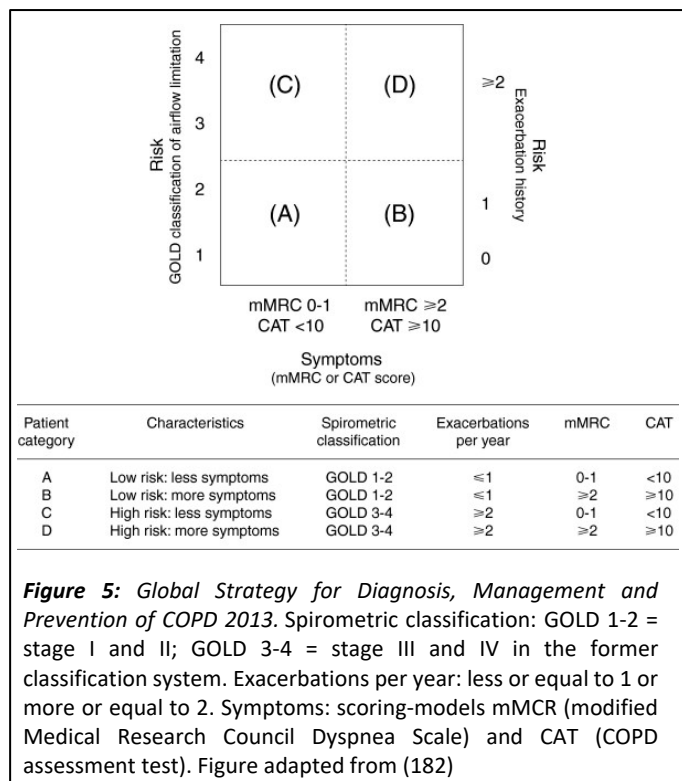 4
(C)
(D)
≥2
3
Risk
GOLD classification of airflow limitation
Risk
Exacerbation history
2
(A)
(B)
1
1
0
mMRC 0-1
mMRC ≥2
CAT <10
CAT ≥10
Symptoms
(mMRC or CAT score)
Patient category Characteristics Spirometric classification Exacerbations per year mMRC CAT
A Low risk: less symptoms GOLD 1-2 ≤1 0-1 <10
B Low risk: more symptoms GOLD 1-2 ≤1 ≥2 ≥10
C High risk: less symptoms GOLD 3-4 ≥2 0-1 <10
D High risk: more symptoms GOLD 3-4 ≥2 ≥2 ≥10
Figure 5: Global Strategy for Diagnosis, Management and
Prevention of COPD 2013. Spirometric classification: GOLD 1-2 =
stage I and II; GOLD 3-4 = stage III and IV in the former
classification system. Exacerbations per year: less or equal to 1 or
more or equal to 2. Symptoms: scoring-models mMCR (modified
Medical Research Council Dyspnea Scale) and CAT (COPD
assessment test). Figure adapted from (182)